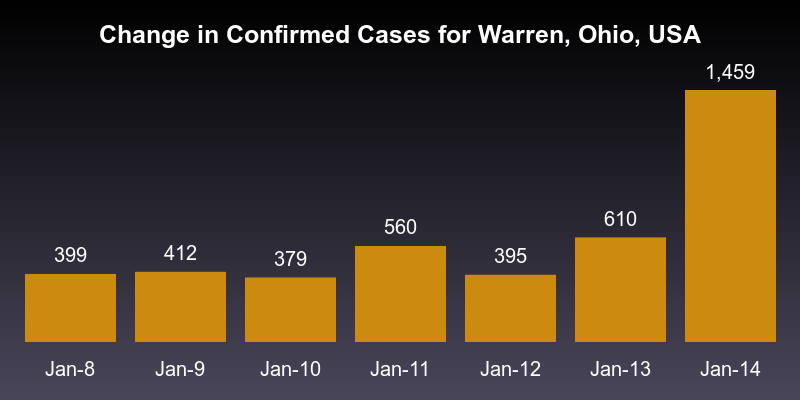 Change in Confirmed Cases for Warren, Ohio, USA
1,459
610
560
399 412 379 395
Jan-8 Jan-9 Jan-10 Jan-11 Jan-12 Jan-13 Jan-14